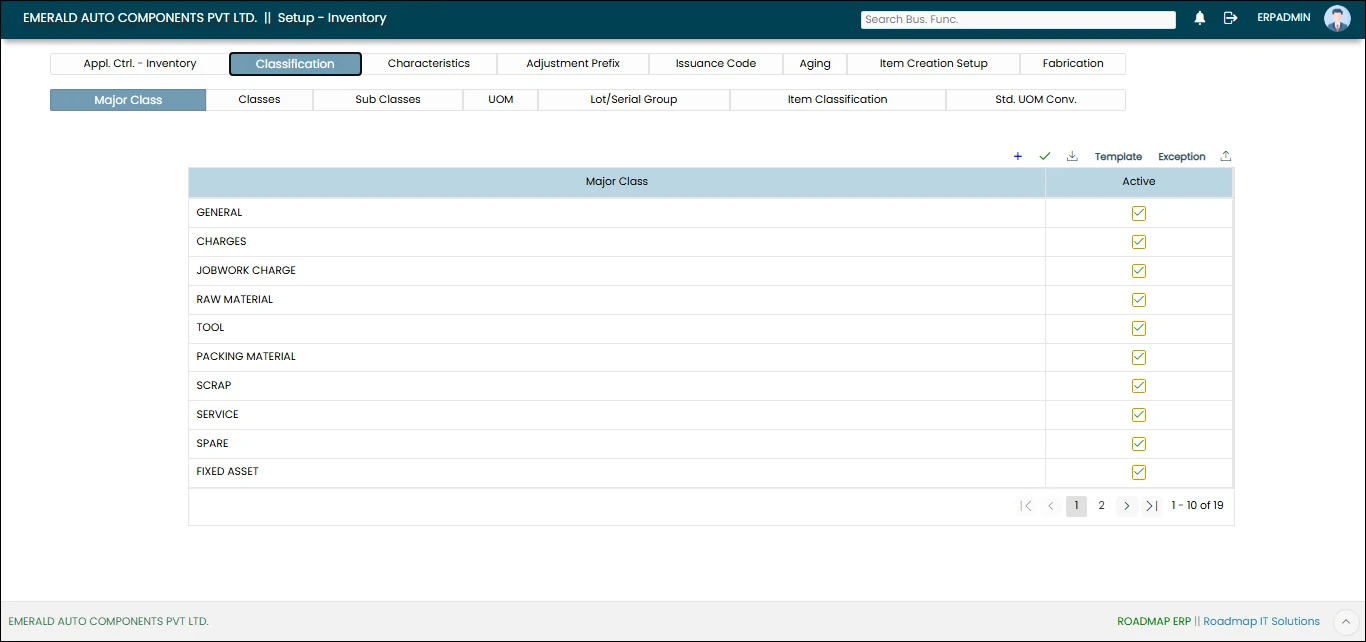 EMERALD AUTO COMPONENTS PVT LTD. || Setup - Inventory Search Bus. Func. ERPADMIN
Appl. Ctrl. - Inventory Classification Characteristics Adjustment Prefix Issuance Code Aging Item Creation Setup Fabrication
Major Class Classes Sub Classes UOM Lot/Serial Group Item Classification Std. UOM Conv.
+ Template Exception
Major Class Active
GENERAL
CHARGES
JOBWORK CHARGE
RAW MATERIAL
TOOL
PACKING MATERIAL
SCRAP
SERVICE
SPARE
FIXED ASSET
1 2 1 - 10 of 19
EMERALD AUTO COMPONENTS PVT LTD. ROADMAP ERP || Roadmap IT Solutions